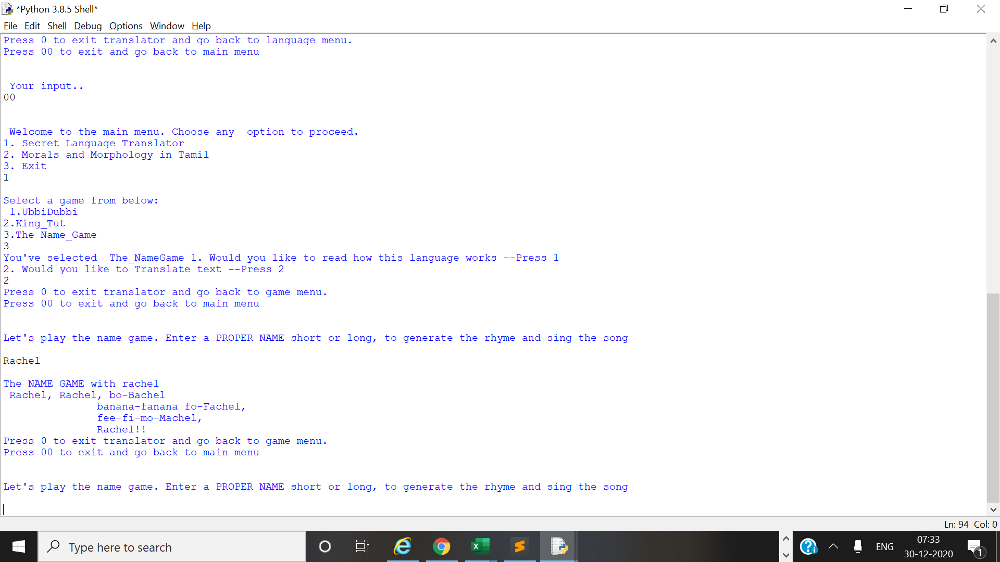 *Python 3.8.5 Shell*
File Edit Shell Debug Options Window Help
Press 0 to exit translator and go back to language menu.
Press 00 to exit and go back to main menu
Your input..
00
Welcome to the main menu. Choose any  option to proceed.
1. Secret Language Translator
2. Morals and Morphology in Tamil
3. Exit
1
Select a game from below:
1.UbbiDubbi
2.King_Tut
3.The Name_Game
3
You've selected  The_NameGame 1. Would you like to read how this language works --Press 1
2. Would you like to Translate text --Press 2
2
Press 0 to exit translator and go back to game menu.
Press 00 to exit and go back to main menu
Let's play the name game. Enter a PROPER NAME short or long, to generate the rhyme and sing the song
Rachel
The NAME GAME with rachel
Rachel, Rachel, bo-Bachel
banana-fanana fo-Fachel,
fee-fi-mo-Machel,
Rachel!!
Press 0 to exit translator and go back to game menu.
Press 00 to exit and go back to main menu
Let's play the name game. Enter a PROPER NAME short or long, to generate the rhyme and sing the song
Ln: 94 Col: 0
Type here to search
ENG
07:33
30-12-2020
1